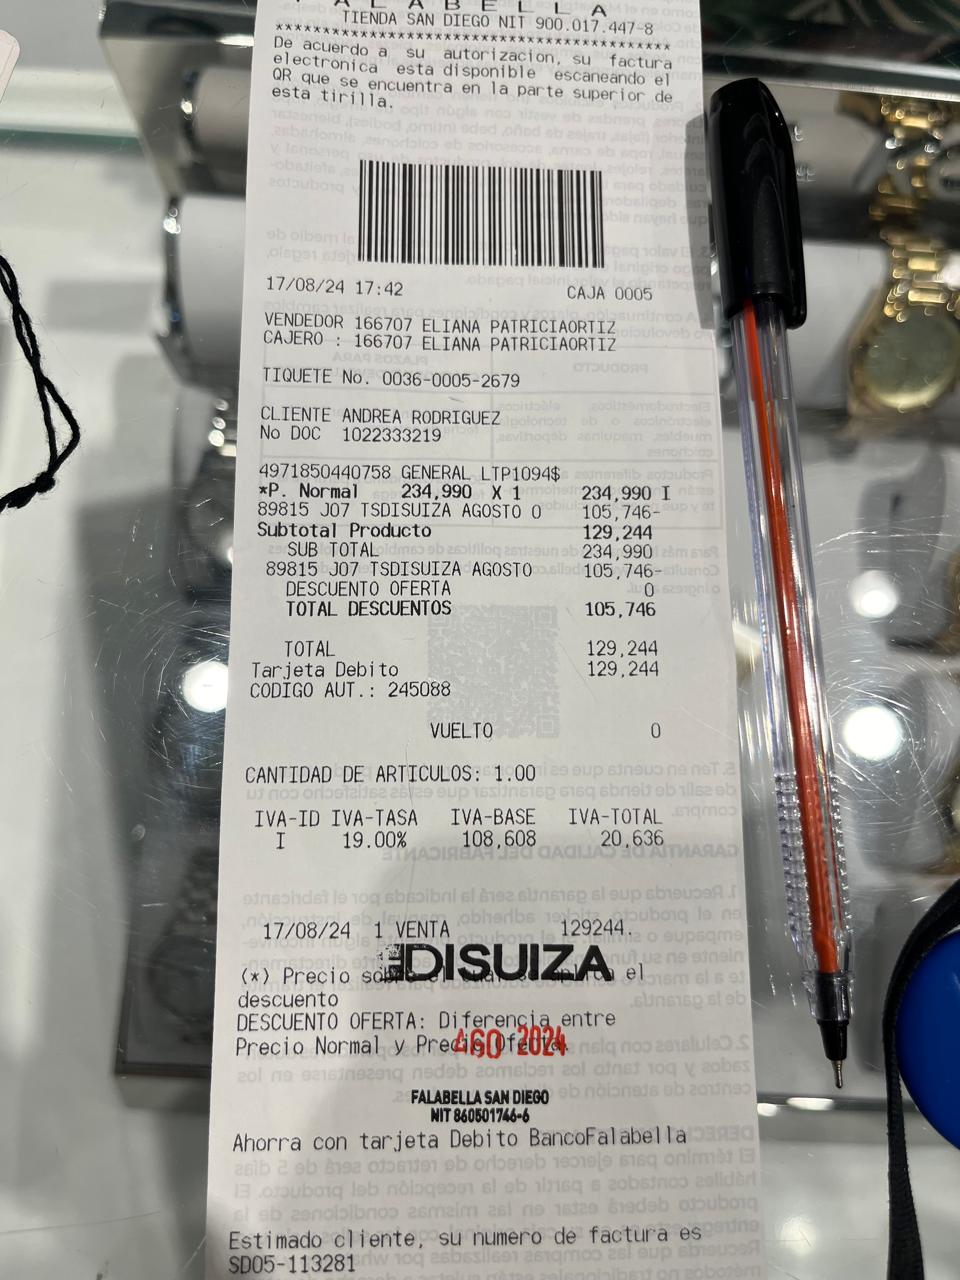 FALABELLA
TIENDA SAN DIEGO NIT 900.017.447-8
******************************************
De acuerdo a su autorizacion, su factura
electronica esta disponible escaneando el
QR que se encuentra en la parte superior de
esta tirilla.
17/08/24 17:42 CAJA 0005
VENDEDOR 166707 ELIANA PATRICIAORTIZ
CAJERO : 166707 ELIANA PATRICIAORTIZ
TIQUETE No. 0036-0005-2679
CLIENTE ANDREA RODRIGUEZ
No DOC 1022333219
4971850440758 GENERAL LTP1094$
*P. Normal 234,990 X 1 234,990 I
89815 J07 TSDISUIZA AGOSTO 0 105,746-
Subtotal Producto 129,244
SUB TOTAL 234,990
89815 J07 TSDISUIZA AGOSTO 105,746-
DESCUENTO OFERTA 0
TOTAL DESCUENTOS 105,746
TOTAL 129,244
Tarjeta Debito 129,244
CODIGO AUT.: 245088
VUELTO 0
CANTIDAD DE ARTICULOS: 1.00
IVA-ID IVA-TASA IVA-BASE IVA-TOTAL
I 19.00% 108,608 20,636
17/08/24 1 VENTA 129244.
DISUIZA
(*) Precio el
descuento
DESCUENTO OFERTA: Diferencia entre
Precio Normal y Precio Oferta.
AGO 2024
FALABELLA SAN DIEGO
NIT 860501746-6
Ahorra con tarjeta Debito BancoFalabella
Estimado cliente, su numero de factura es
SD05-113281